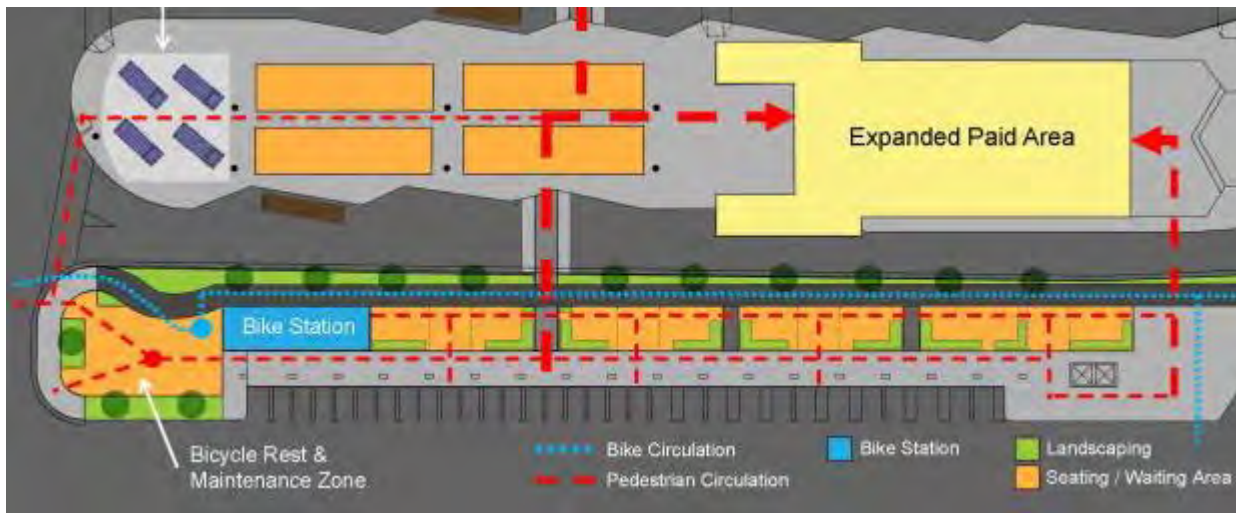 Expanded Paid Area
Bike Station
Bicycle Rest &
Maintenance Zone
Bike Circulation
Pedestrian Circulation
Bike Station
Landscaping
Seating / Waiting Area